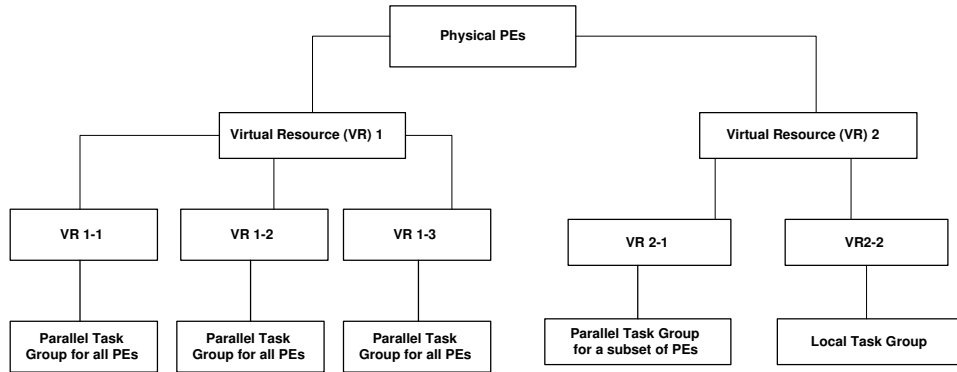 Physical PEs
Virtual Resource (VR) 1
Virtual Resource (VR) 2
VR 1-1
VR 1-2
VR 1-3
VR 2-1
VR2-2
Parallel Task
Group for all PEs
Parallel Task
Group for all PEs
Parallel Task
Group for all PEs
Parallel Task Group
for a subset of PEs
Local Task Group